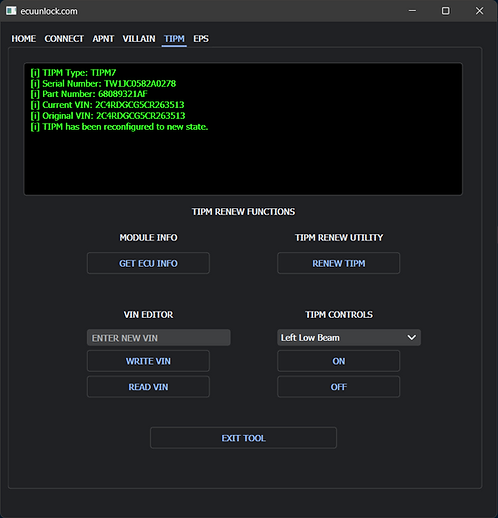 ecuunlock.com
HOME CONNECT APNT VILLAIN TIPM EPS
[i] TIPM Type: TIPM7
[i] Serial Number: TW1JC0582A0278
[i] Part Number: 68089321AF
[i] Current VIN: 2C4RDGCG5CR263513
[i] Original VIN: 2C4RDGCG5CR263513
[i] TIPM has been reconfigured to new state.
TIPM RENEW FUNCTIONS
MODULE INFO TIPM RENEW UTILITY
GET ECU INFO RENEW TIPM
VIN EDITOR TIPM CONTROLS
ENTER NEW VIN Left Low Beam
WRITE VIN ON
READ VIN OFF
EXIT TOOL